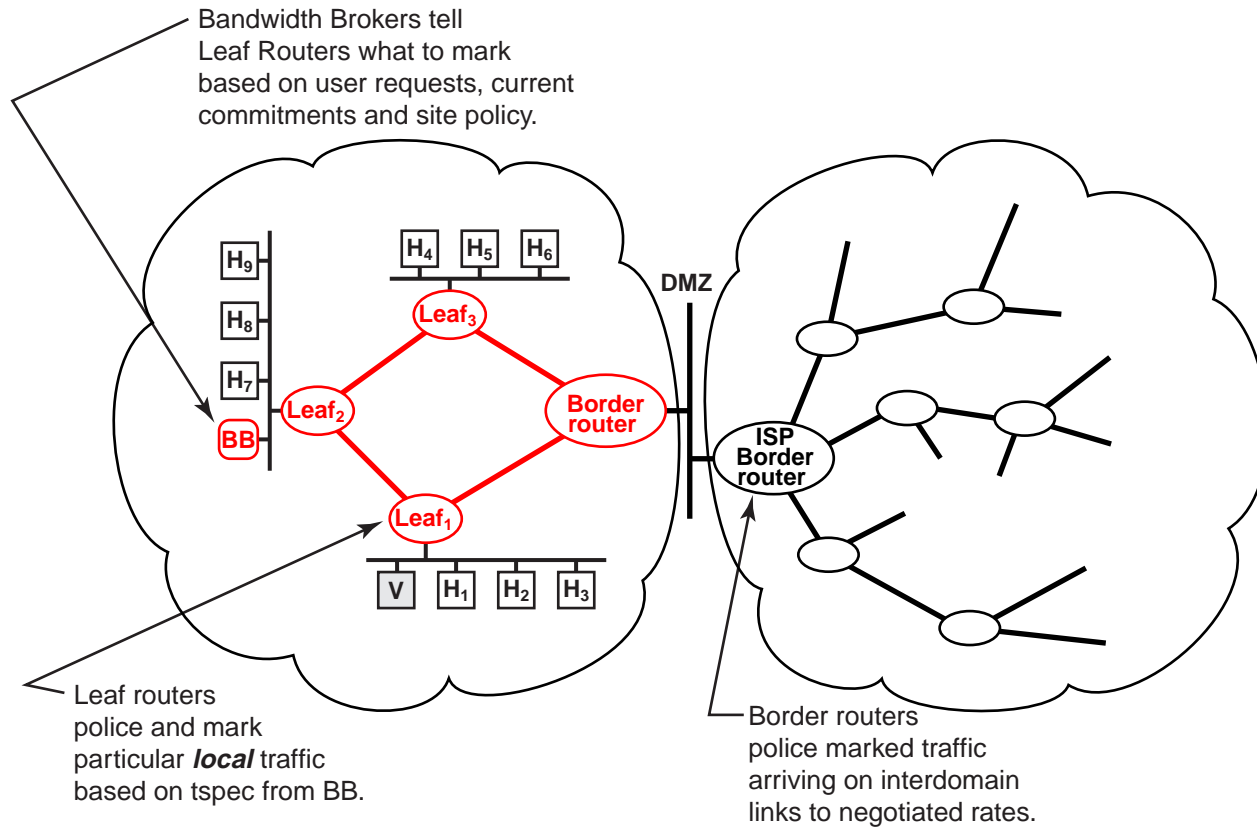 Bandwidth Brokers tell
Leaf Routers what to mark
based on user requests, current
commitments and site policy.
H₉
H₈
H₇
BB
H₄
H₅
H₆
Leaf₃
Leaf₂
Border
router
Leaf₁
V
H₁
H₂
H₃
DMZ
ISP
Border
router
Leaf routers
police and mark
particular local traffic
based on tspec from BB.
Border routers
police marked traffic
arriving on interdomain
links to negotiated rates.